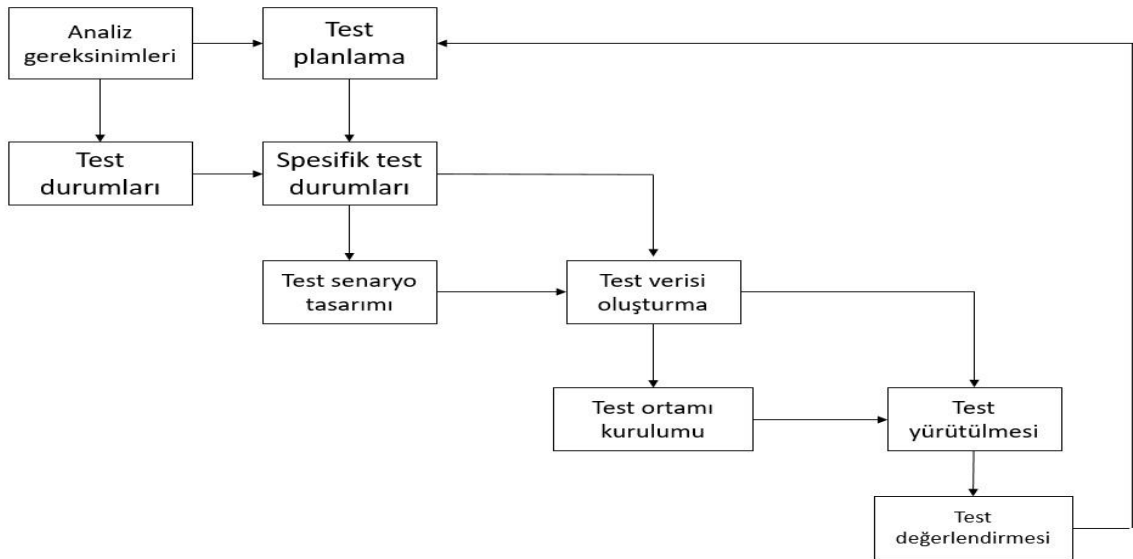 Analiz
gereksinimleri
Test
planlama
Test
durumları
Spesifik test
durumları
Test senaryo
tasarımı
Test verisi
oluşturma
Test ortamı
kurulumu
Test
yürütülmesi
Test
değerlendirmesi